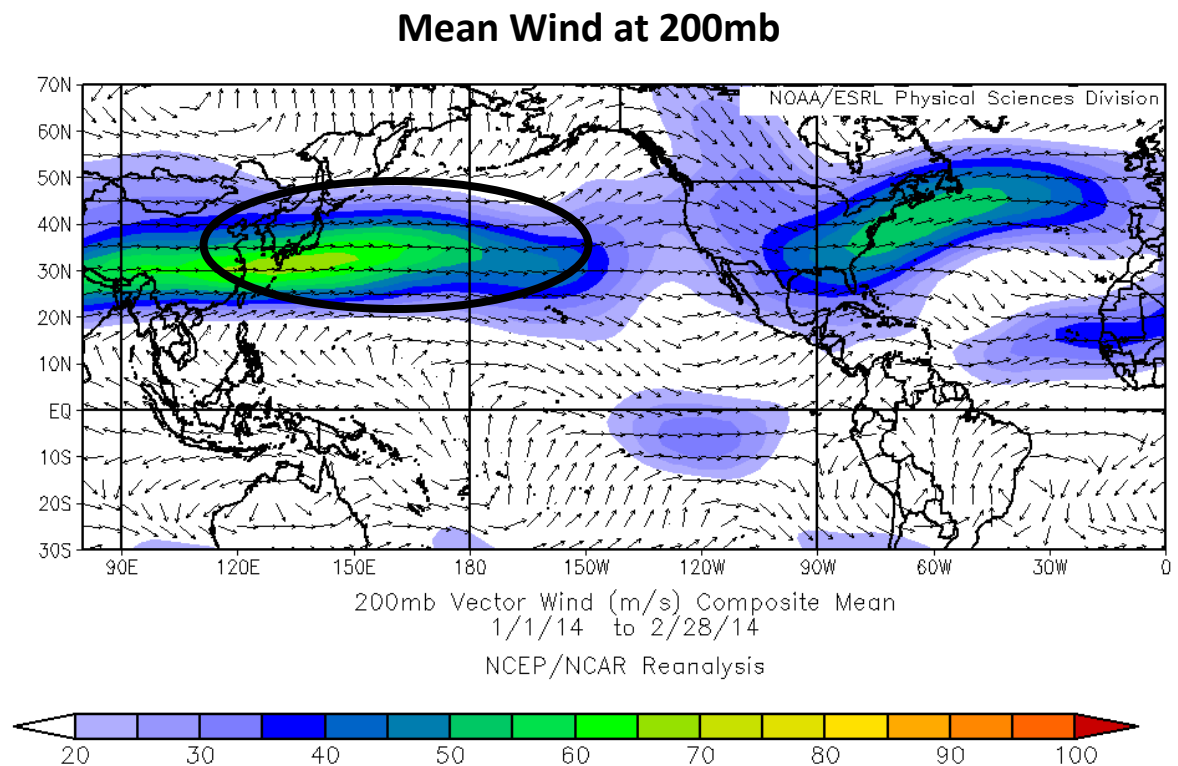 Mean Wind at 200mb
NOAA/ESRL Physical Sciences Division
70N
60N
50N
40N
30N
20N
10N
EQ
10S
20S
30S
90E 120E 150E 180 150W 120W 90W 60W 30W 0
200mb Vector Wind (m/s) Composite Mean
1/1/14 to 2/28/14
NCEP/NCAR Reanalysis
20 30 40 50 60 70 80 90 100